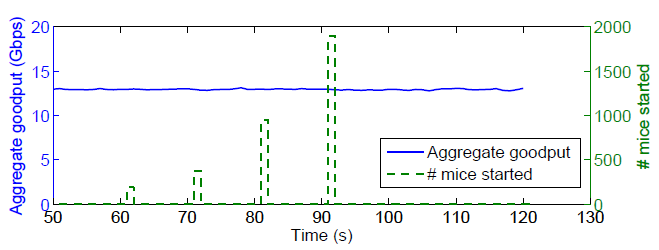 Aggregate goodput (Gbps)
20
15
10
5
0
2000
1500
1000
500
0
# mice started
Aggregate goodput
# mice started
50 60 70 80 90 100 110 120 130
Time (s)